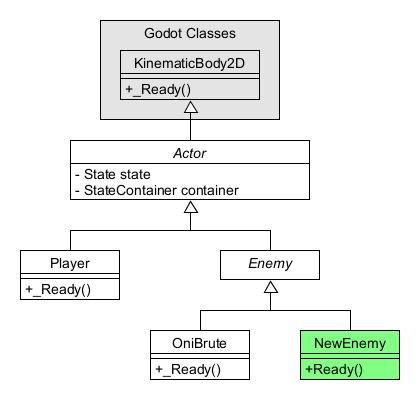 Godot Classes
KinematicBody2D
+_Ready()
Actor
- State state
- StateContainer container
Player
+_Ready()
Enemy
OniBrute
+_Ready()
NewEnemy
+Ready()